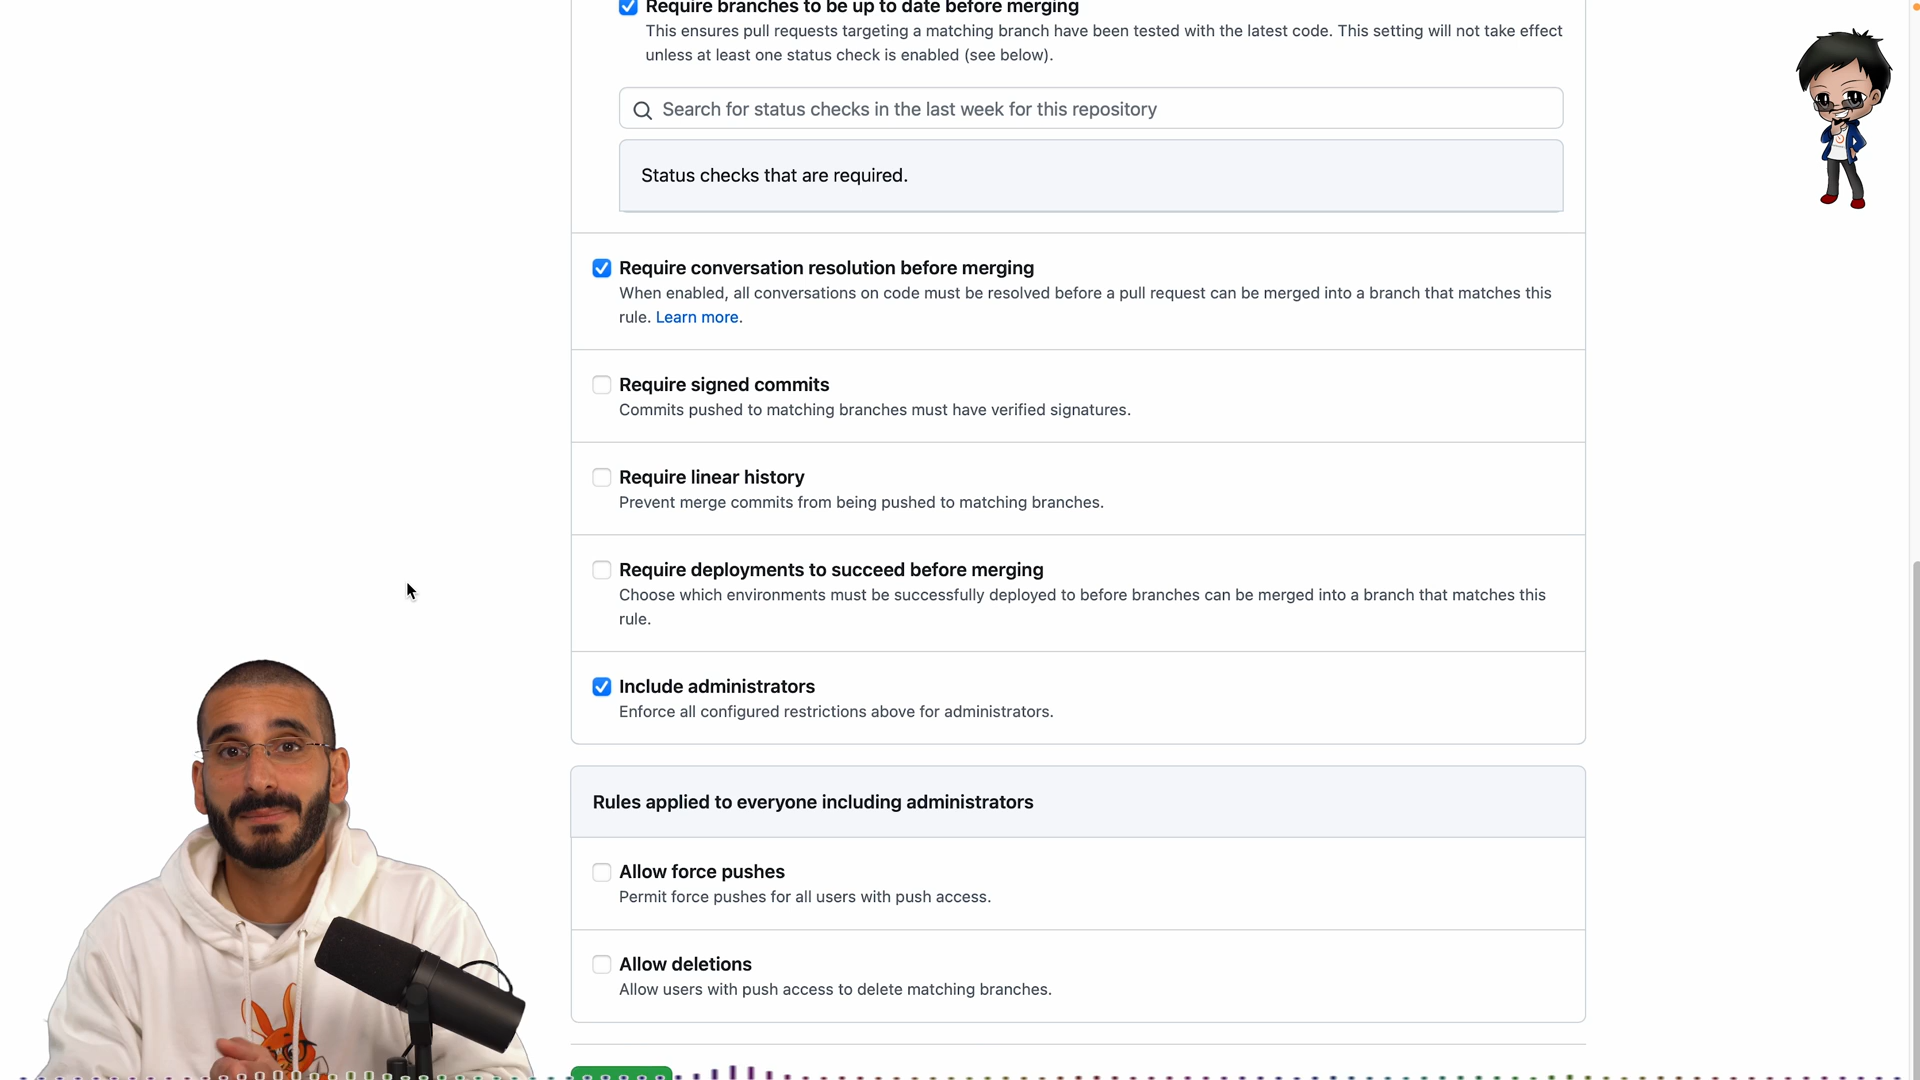 Require branches to be up to date before merging
This ensures pull requests targeting a matching branch have been tested with the latest code. This setting will not take effect
unless at least one status check is enabled (see below).
Search for status checks in the last week for this repository
Status checks that are required.
Require conversation resolution before merging
When enabled, all conversations on code must be resolved before a pull request can be merged into a branch that matches this
rule. Learn more.
Require signed commits
Commits pushed to matching branches must have verified signatures.
Require linear history
Prevent merge commits from being pushed to matching branches.
Require deployments to succeed before merging
Choose which environments must be successfully deployed to before branches can be merged into a branch that matches this
rule.
Include administrators
Enforce all configured restrictions above for administrators.
Rules applied to everyone including administrators
Allow force pushes
Permit force pushes for all users with push access.
Allow deletions
Allow users with push access to delete matching branches.